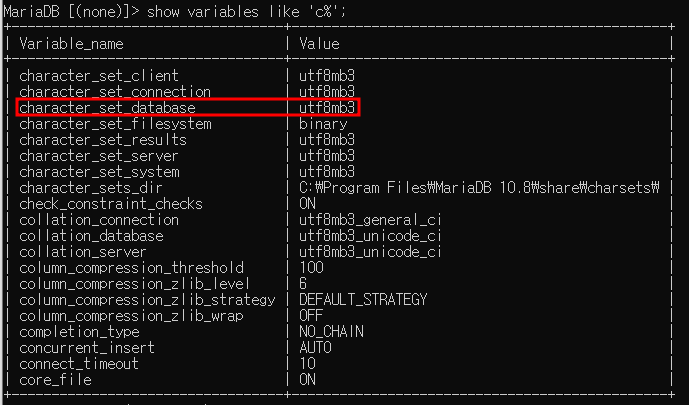 MariaDB [(none)]> show variables like 'c%';
+---------------------------------+------------------------------------------------+
| Variable_name | Value |
+---------------------------------+------------------------------------------------+
| character_set_client | utf8mb3 |
| character_set_connection | utf8mb3 |
| character_set_database | utf8mb3 |
| character_set_filesystem | binary |
| character_set_results | utf8mb3 |
| character_set_server | utf8mb3 |
| character_set_system | utf8mb3 |
| character_sets_dir | C:₩Program Files₩MariaDB 10.8₩share₩charsets₩ |
| check_constraint_checks | ON |
| collation_connection | utf8mb3_general_ci |
| collation_database | utf8mb3_unicode_ci |
| collation_server | utf8mb3_unicode_ci |
| column_compression_threshold | 100 |
| column_compression_zlib_level | 6 |
| column_compression_zlib_strategy | DEFAULT_STRATEGY |
| column_compression_zlib_wrap | OFF |
| completion_type | NO_CHAIN |
| concurrent_insert | AUTO |
| connect_timeout | 10 |
| core_file | ON |
+---------------------------------+------------------------------------------------+